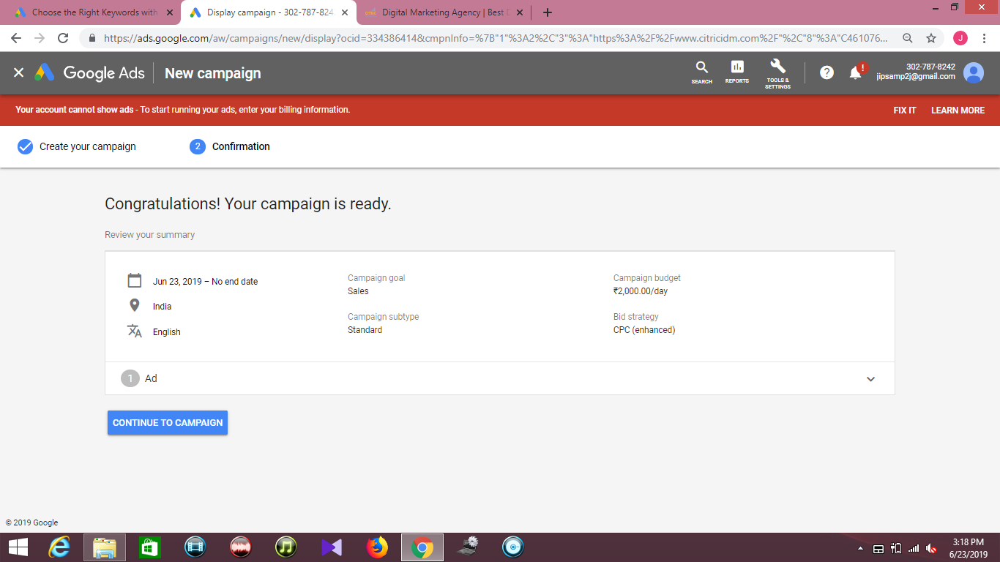 Choose the Right Keywords with
Display campaign - 302-787-824
Digital Marketing Agency | Best
https://ads.google.com/aw/campaigns/new/display?ocid=334386414&cmpnInfo=%7B"1"%3A2%2C"3"%3A"https%3A%2F%2Fwww.citricidm.com%2F"%2C"8"%3A"C461076...
J
Google Ads
New campaign
SEARCH
REPORTS
TOOLS &
SETTINGS
?
!
302-787-8242
jipsamp2j@gmail.com
Your account cannot show ads - To start running your ads, enter your billing information.
FIX IT
LEARN MORE
Create your campaign
2
Confirmation
Congratulations! Your campaign is ready.
Review your summary
Jun 23, 2019 – No end date
India
English
Campaign goal
Sales
Campaign subtype
Standard
Campaign budget
₹2,000.00/day
Bid strategy
CPC (enhanced)
1
Ad
CONTINUE TO CAMPAIGN
© 2019 Google
3:18 PM
6/23/2019